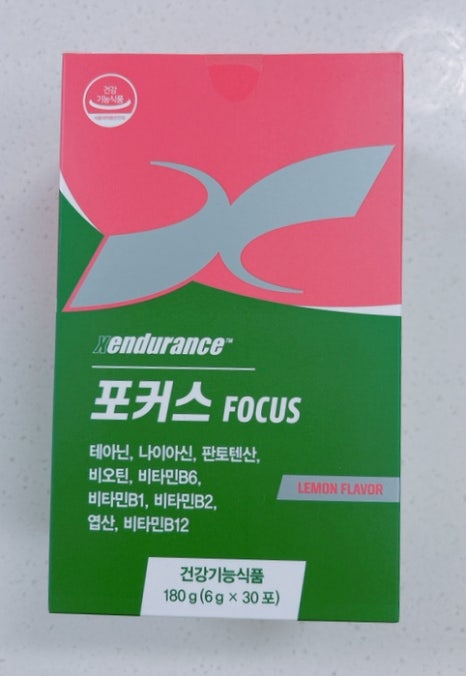 건강
기능식품
xendurance™
포커스 FOCUS
테아닌, 나이아신, 판토텐산,
비오틴, 비타민B6,
비타민B1, 비타민B2,
엽산, 비타민B12
LEMON FLAVOR
건강기능식품
180 g (6 g × 30 포)